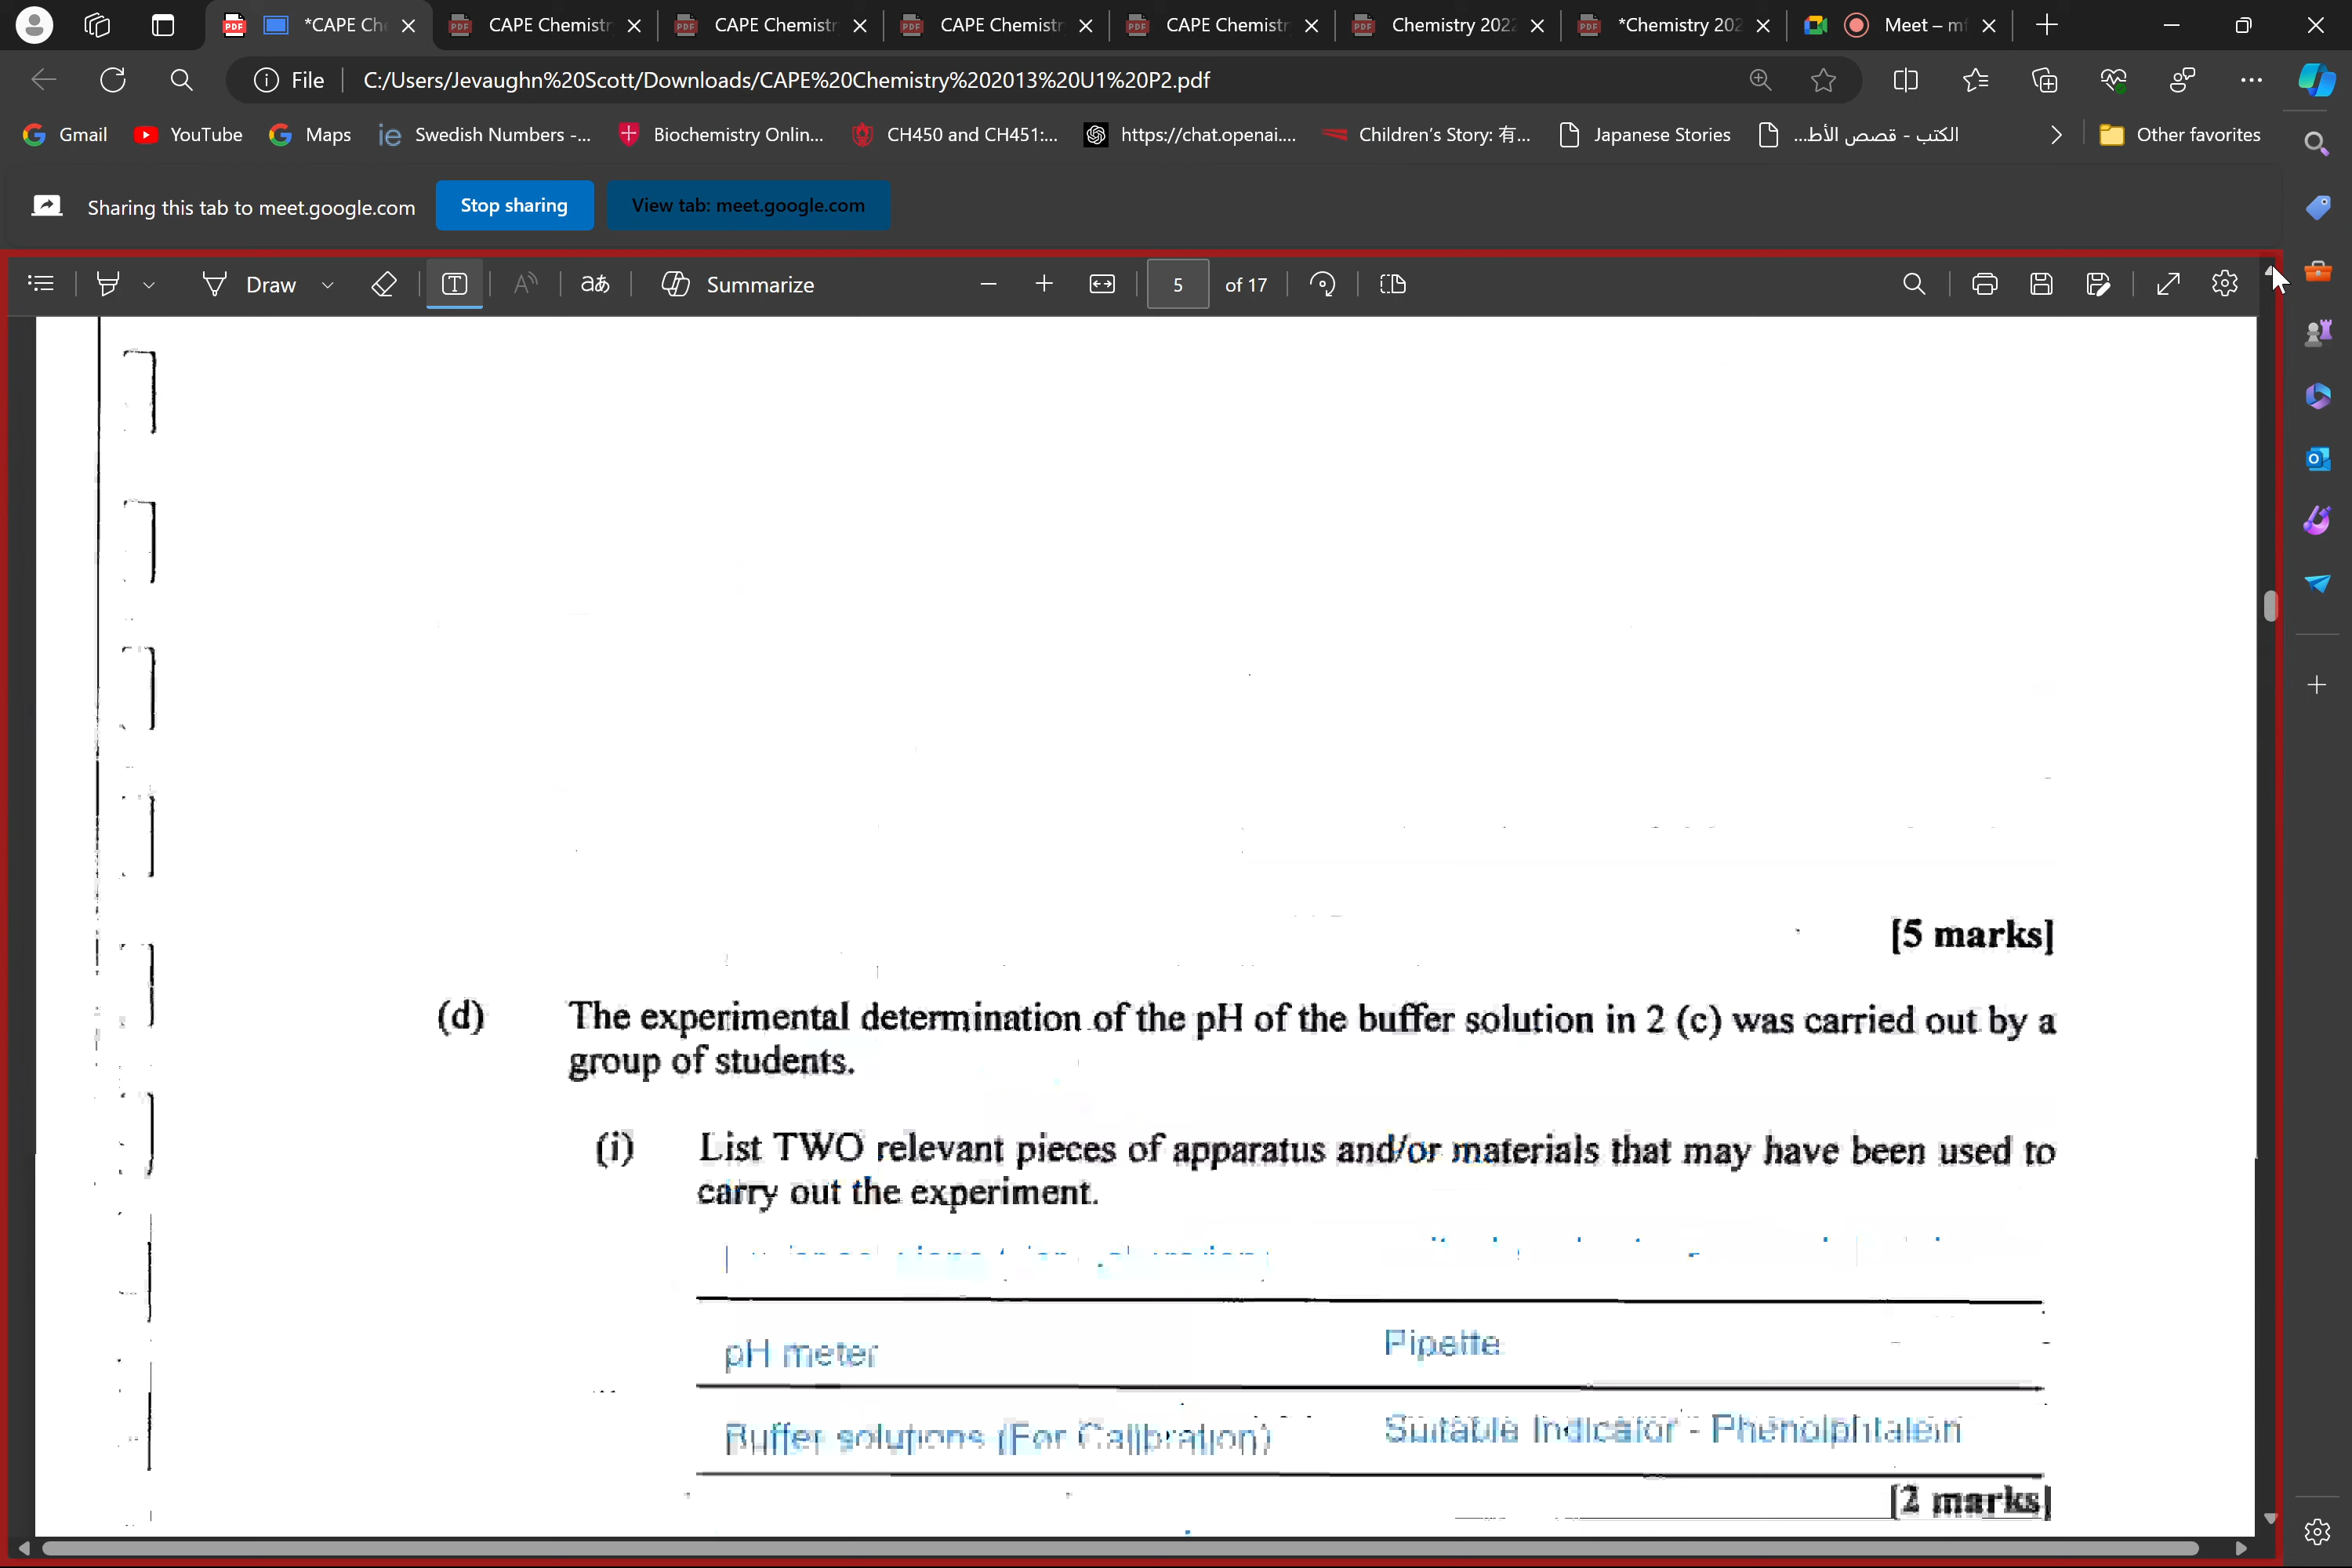 *CAPE Ch
CAPE Chemistr
CAPE Chemistr
CAPE Chemistr
CAPE Chemistr
Chemistry 202
*Chemistry 202
Meet – m
File
C:/Users/Jevaughn%20Scott/Downloads/CAPE%20Chemistry%202013%20U1%20P2.pdf
Gmail
YouTube
Maps
Swedish Numbers -...
Biochemistry Onlin...
CH450 and CH451:...
https://chat.openai....
Children's Story: 有...
Japanese Stories
الكتب - قصص الأط...
Other favorites
Sharing this tab to meet.google.com
Stop sharing
View tab: meet.google.com
Draw
aあ
Summarize
5 of 17
[5 marks]
(d) The experimental determination of the pH of the buffer solution in 2 (c) was carried out by a
group of students.
(i) List TWO relevant pieces of apparatus and/or materials that may have been used to
carry out the experiment.
pH meter Pipette
Buffer solutions (For Calibration) Suitable Indicator - Phenolphtalein
[2 marks]